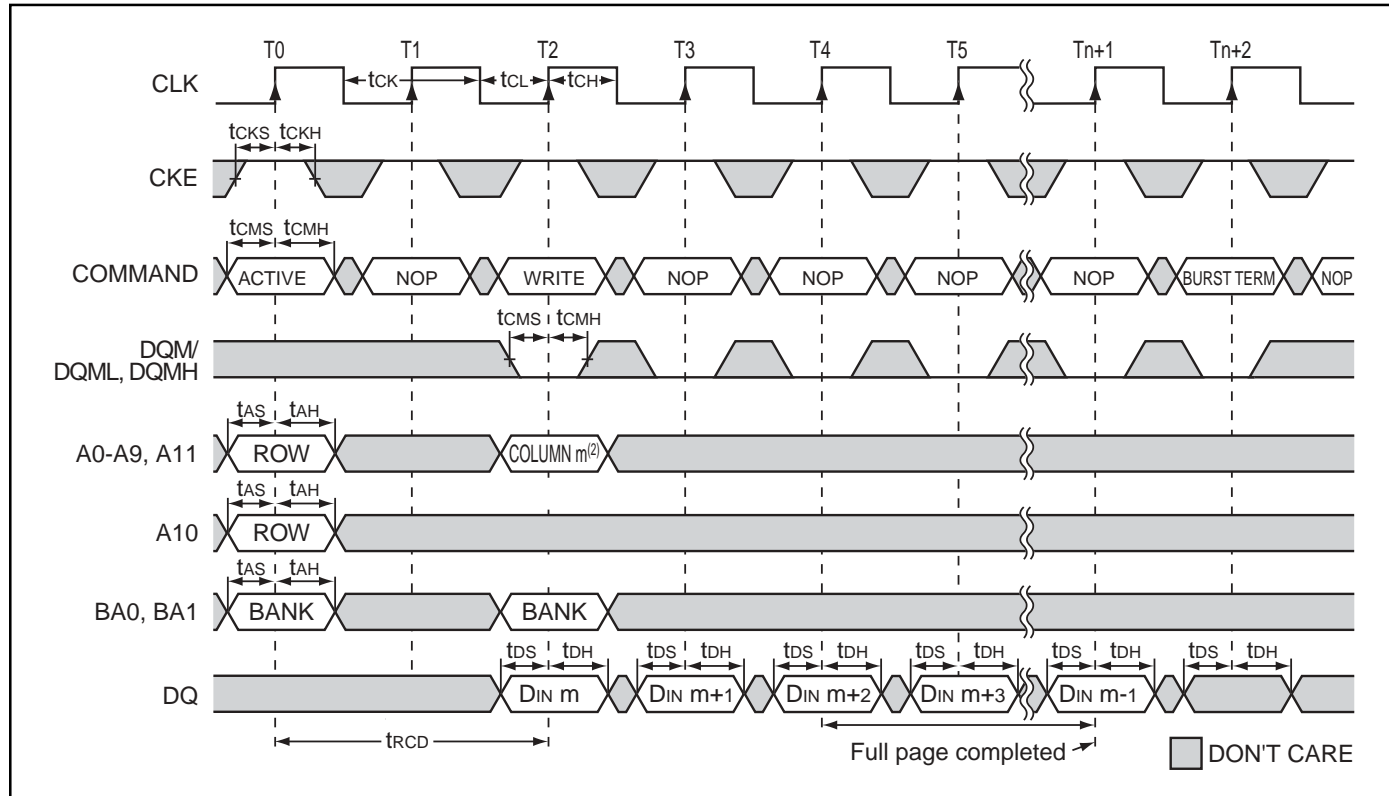 T0 T1 T2 T3 T4 T5 Tn+1 Tn+2
CLK tCK tCL tCH
tCKS tCKH
CKE
tCMS tCMH
COMMAND ACTIVE NOP WRITE NOP NOP NOP NOP BURST TERM NOP
tCMS tCMH
DQM/
DQML, DQMH
tAS tAH
A0-A9, A11 ROW COLUMN m(2)
tAS tAH
A10 ROW
tAS tAH
BA0, BA1 BANK BANK
tDS tDH tDS tDH tDS tDH tDS tDH tDS tDH tDS tDH
DQ DIN m DIN m+1 DIN m+2 DIN m+3 DIN m-1
tRCD
Full page completed DON'T CARE